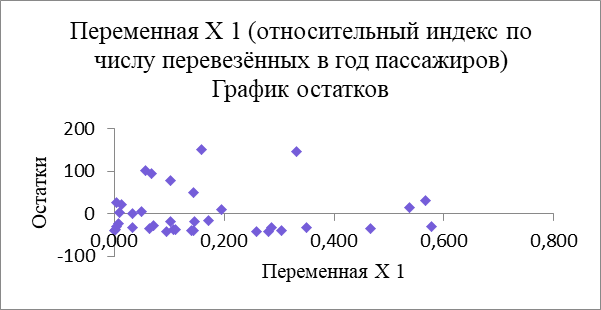 Переменная X 1 (относительный индекс по
числу перевезённых в год пассажиров)
График остатков
Остатки
200
100
0
-100
0,000
0,200
0,400
0,600
0,800
Переменная X 1